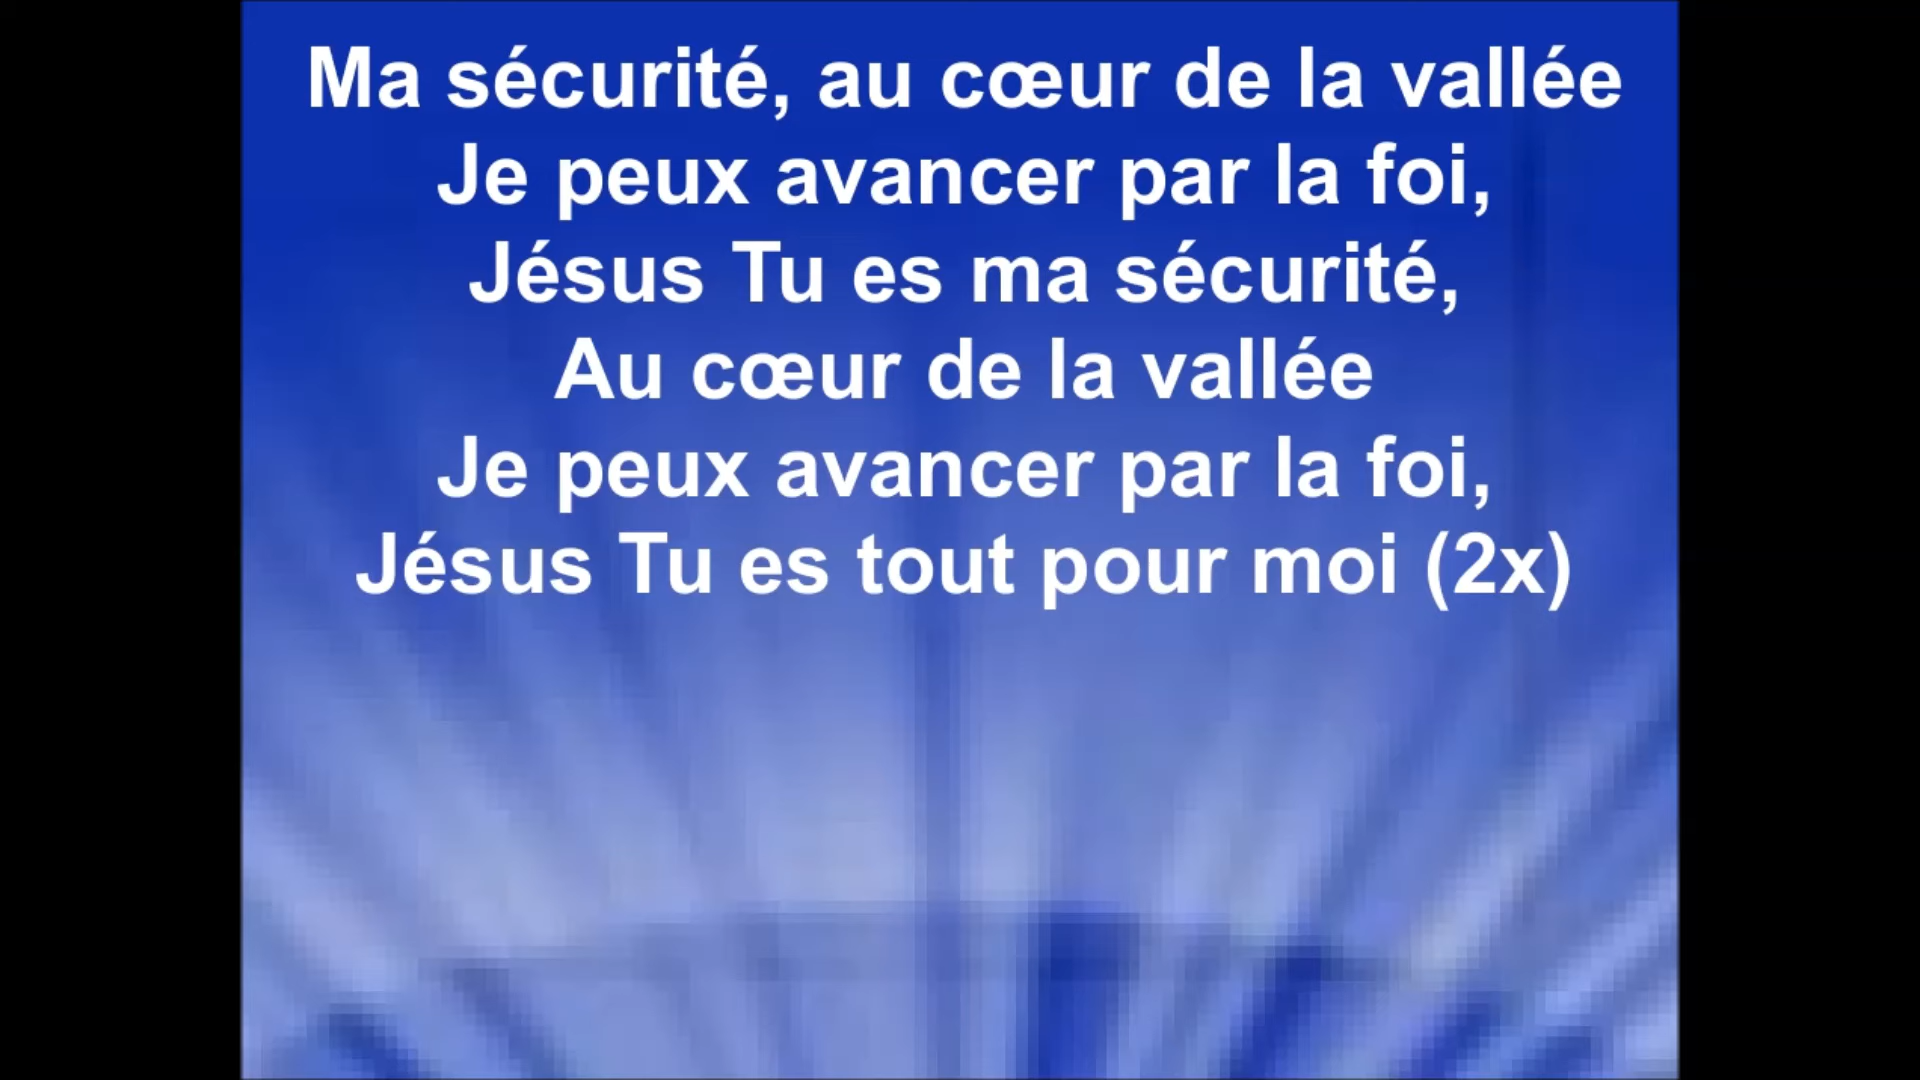 Ma sécurité, au cœur de la vallée
Je peux avancer par la foi,
Jésus Tu es ma sécurité,
Au cœur de la vallée
Je peux avancer par la foi,
Jésus Tu es tout pour moi (2x)